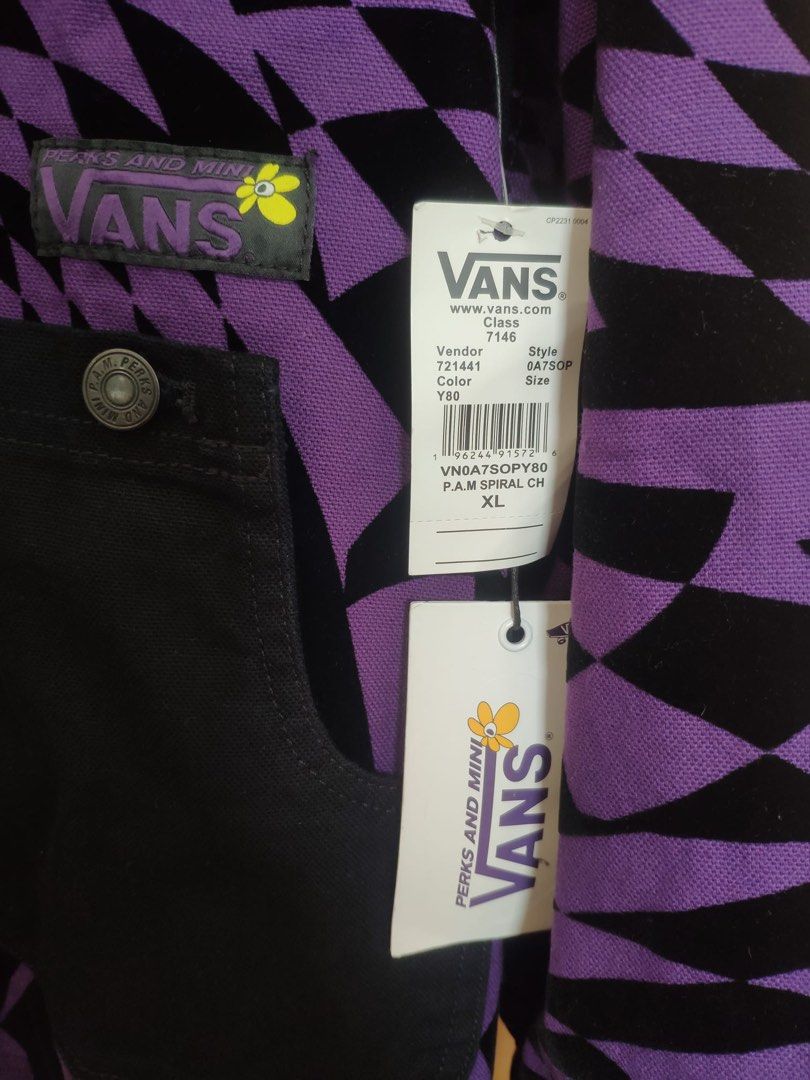 PERKS AND MINI
VANS
P.A.M. PERKS AND MINI
CP2231 0004
VANS
www.vans.com
Class
7146
Vendor Style
721441 0A7SOP
Color Size
Y80
1 96244 91572 6
VN0A7SOPY80
P.A.M SPIRAL CH
XL
PERKS AND MINI
VANS